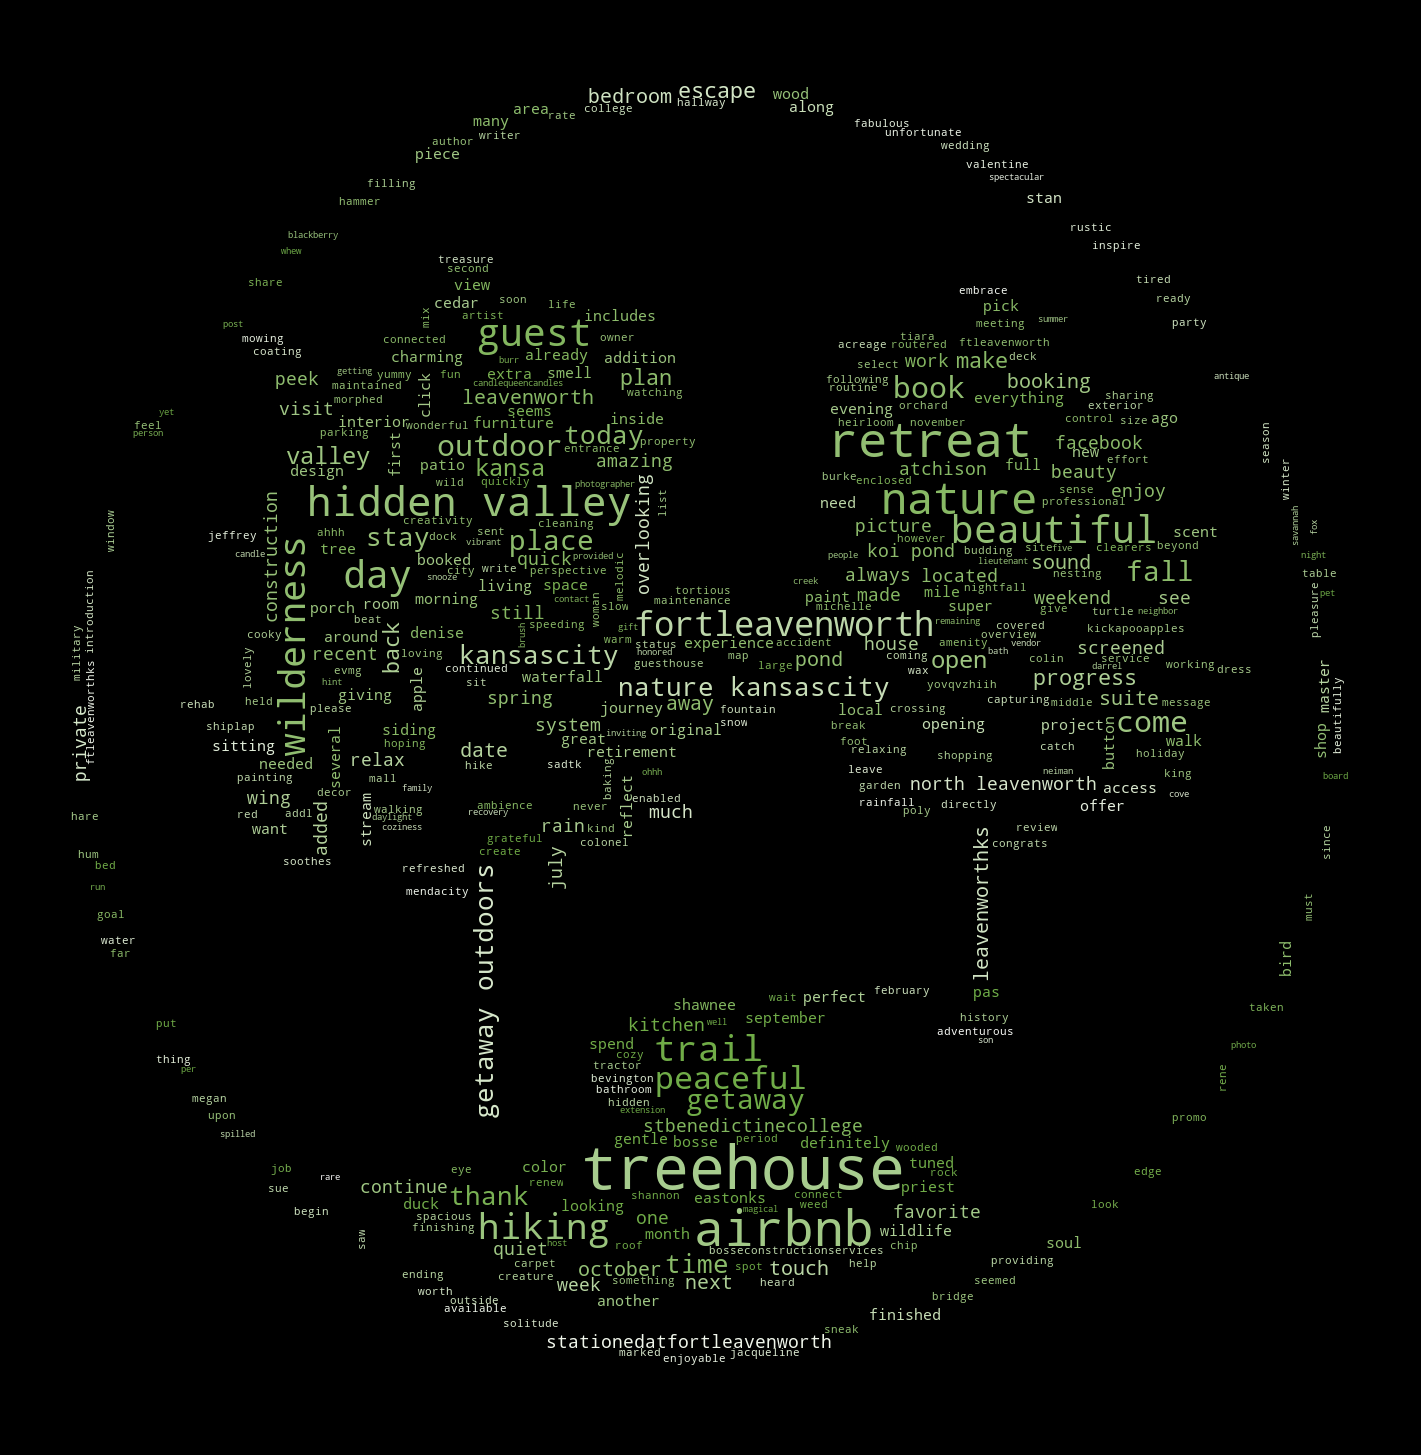 escape
bedroom
hallway
wood
along
area
rate
college
many
writer
fabulous
unfortunate
author
piece
wedding
valentine
spectacular
filling
hammer
stan
blackberry
whew
rustic
inspire
treasure
second
view
share
tired
embrace
ready
cedar
soon
life
pick
artist
includes
mix
meeting
summer
party
post
guest
mowing
coating
connected
charming
burr
already
owner
addition
tiara
acreage
routered
ftleavenworth
select
work
make
deck
peek
getting
yummy
fun
extra
smell
plan
maintained
candlequeencandles
watching
following
routine
book
booking
everything
sharing
antique
morphed
click
leavenworth
visit
seems
evening
orchard
exterior
interior
wonderful
furniture
inside
heirloom
november
control
size
ago
yet
feel
person
parking
first
outdoor
today
entrance
property
retreat
facebook
new
season
valley
design
patio
kansa
amazing
atchison
full
beauty
effort
wild
quickly
photographer
burke
enclosed
sense
winter
hidden valley
overlooking
list
need
nature
professional
enjoy
construction
creativity
cleaning
picture
beautiful
scent
savannah
fox
window
jeffrey
ahhh
stay
dock
sent
vibrant
place
however
candle
tree
booked
quick
provided
people
koi pond
budding
site
five
clearers
beyond
night
wilderness
day
city
write
snooze
perspective
melodic
lieutenant
sound
always
located
nesting
fall
table
living
space
creek
tortious
maintenance
paint
made
mile
nightfall
weekend
see
pet
porch
room
morning
contact
woman
slow
michelle
super
give
turtle
neighbor
pleasure
beat
still
brush
speeding
gift
fortleavenworth
remaining
covered
kickapooapples
cooky
around
back
denise
warm
status
experience
accident
house
amenity
overview
vendor
screened
recent
loving
kansascity
honored
guesthouse
map
large
pond
coming
open
bath
colin
service
darrel
working
dress
military
ftleavenworthks introduction
private
lovely
evmg
hint
continued
sit
waterfall
wax
yovqvzhiih
progress
nature kansascity
held
rehab
giving
apple
spring
journey
away
fountain
local
crossing
capturing
middle
suite
message
please
shop master
beautifully
shiplap
siding
system
inviting
original
snow
break
opening
project
button
come
sitting
hoping
great
foot
walk
several
relax
date
retirement
relaxing
shopping
catch
holiday
needed
hike
sadtk
ohhh
leave
neiman
king
board
painting
mall
baking
family
garden
north leavenworth
access
cove
wing
decor
enabled
reflect
rainfall
directly
offer
red
addl
added
stream
walking
daylight
ambience
recovery
never
much
poly
hare
want
coziness
rain
kind
review
colonel
grateful
congrats
create
since
hum
soothes
july
bed
refreshed
run
mendacity
getaway outdoors
leavenworthks
goal
must
water
far
bird
pas
february
perfect
wait
shawnee
taken
september
history
kitchen
well
put
adventurous
son
photo
spend
trail
cozy
thing
per
tractor
bevington
peaceful
rene
bathroom
megan
hidden
getaway
extension
upon
promo
stbenedictinecollege
spilled
gentle
bosse
period
definitely
wooded
treehouse
tuned
job
eye
color
rock
edge
rare
renew
sue
continue
thank
shannon
eastonks
connect
priest
magical
weed
look
duck
looking
begin
spacious
one
favorite
finishing
hiking
month
airbnb
wildlife
saw
quiet
host
roof
bosseconstructionservices
chip
soul
carpet
time
spot
help
providing
ending
creature
october
touch
week
something
next
heard
seemed
worth
outside
another
bridge
available
solitude
finished
sneak
stationedatfortleavenworth
marked
enjoyable
jacqueline